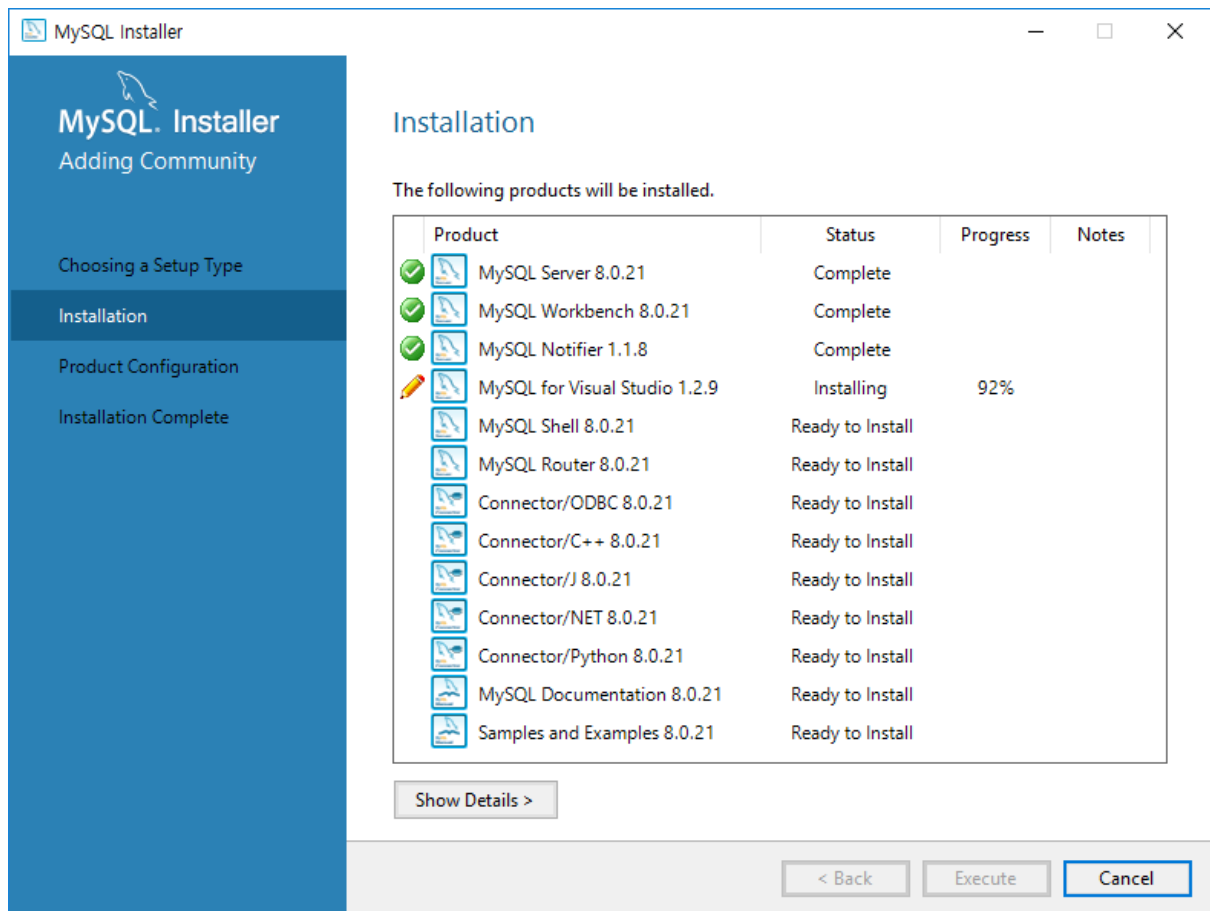 MySQL Installer
MySQL. Installer
Adding Community
Choosing a Setup Type
Installation
Product Configuration
Installation Complete
Installation
The following products will be installed.
Product Status Progress Notes
MySQL Server 8.0.21 Complete
MySQL Workbench 8.0.21 Complete
MySQL Notifier 1.1.8 Complete
MySQL for Visual Studio 1.2.9 Installing 92%
MySQL Shell 8.0.21 Ready to Install
MySQL Router 8.0.21 Ready to Install
Connector/ODBC 8.0.21 Ready to Install
Connector/C++ 8.0.21 Ready to Install
Connector/J 8.0.21 Ready to Install
Connector/NET 8.0.21 Ready to Install
Connector/Python 8.0.21 Ready to Install
MySQL Documentation 8.0.21 Ready to Install
Samples and Examples 8.0.21 Ready to Install
Show Details >
< Back Execute Cancel